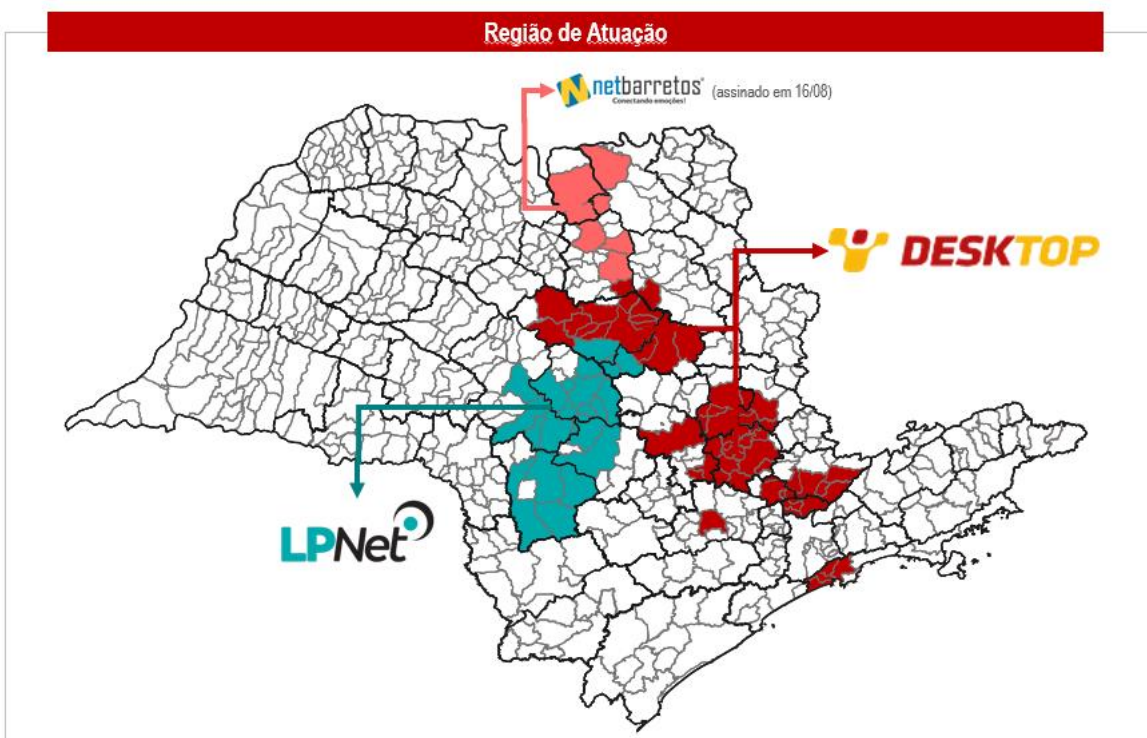 Região de Atuação
netbarretos (assinado em 16/08)
Conectando emoções!
DESKTOP
LPNet